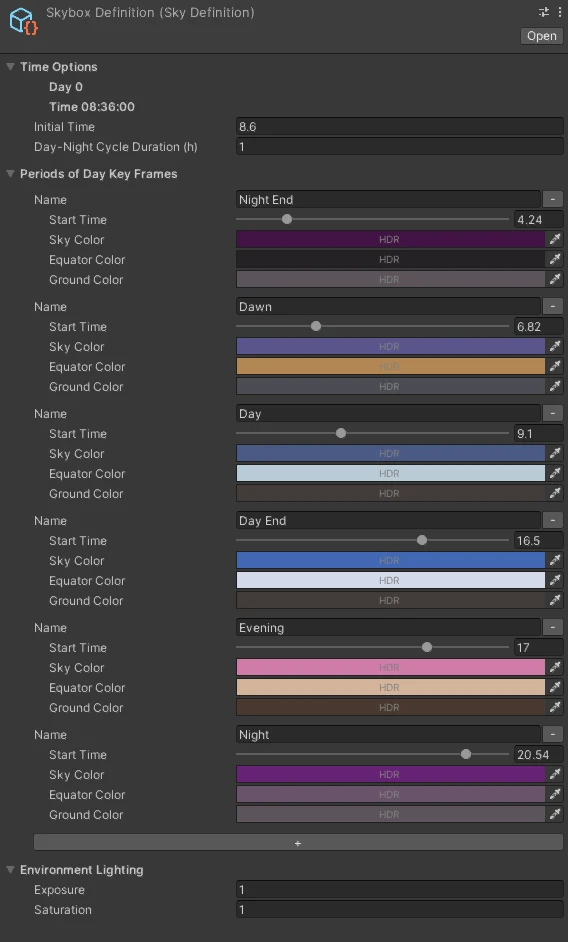 Skybox Definition (Sky Definition)
Open
Time Options
Day 0
Time 08:36:00
Initial Time 8.6
Day-Night Cycle Duration (h) 1
Periods of Day Key Frames
Name Night End -
Start Time 4.24
Sky Color HDR
Equator Color HDR
Ground Color HDR
Name Dawn -
Start Time 6.82
Sky Color HDR
Equator Color HDR
Ground Color HDR
Name Day -
Start Time 9.1
Sky Color HDR
Equator Color HDR
Ground Color HDR
Name Day End -
Start Time 16.5
Sky Color HDR
Equator Color HDR
Ground Color HDR
Name Evening -
Start Time 17
Sky Color HDR
Equator Color HDR
Ground Color HDR
Name Night -
Start Time 20.54
Sky Color HDR
Equator Color HDR
Ground Color HDR
+
Environment Lighting
Exposure 1
Saturation 1